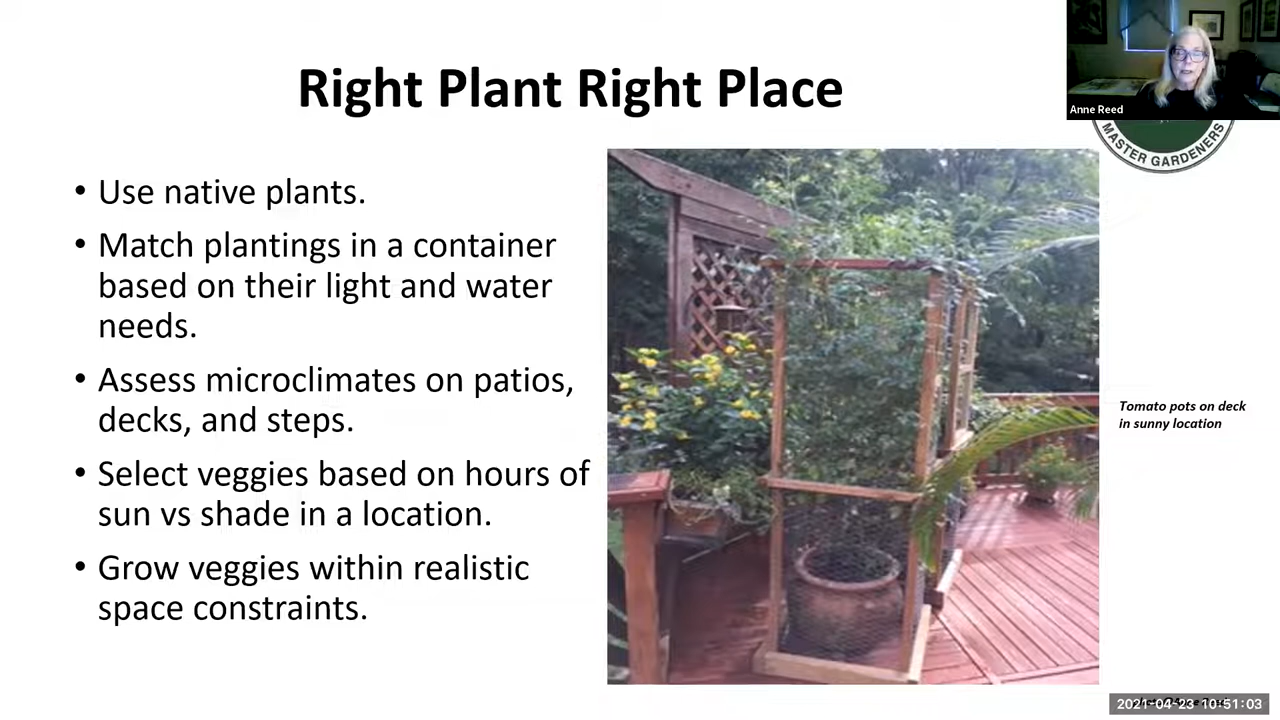 Right Plant Right Place
Anne Reed
MASTER GARDENERS
• Use native plants.
• Match plantings in a container
based on their light and water
needs.
• Assess microclimates on patios,
decks, and steps.
• Select veggies based on hours of
sun vs shade in a location.
• Grow veggies within realistic
space constraints.
Tomato pots on deck
in sunny location
2021-04-23 10:51:03